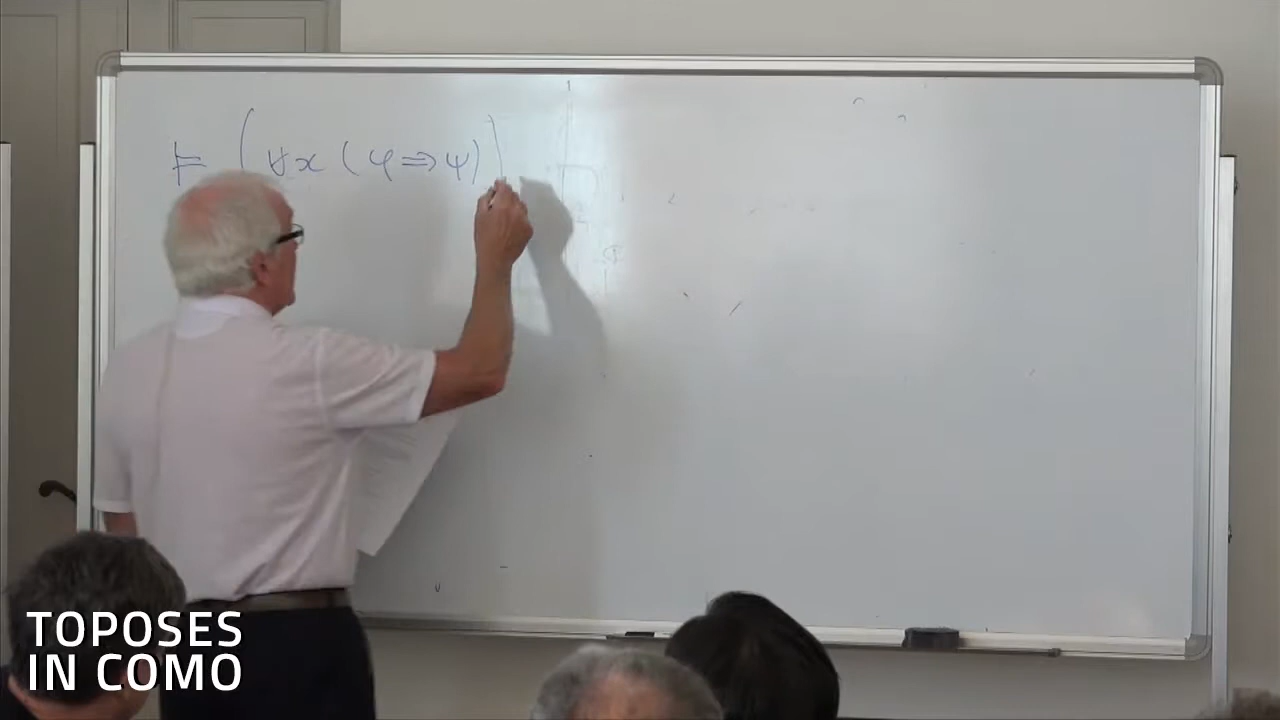 ⊨ (∀x (φ ⇒ ψ))
TOPOSES
IN COMO